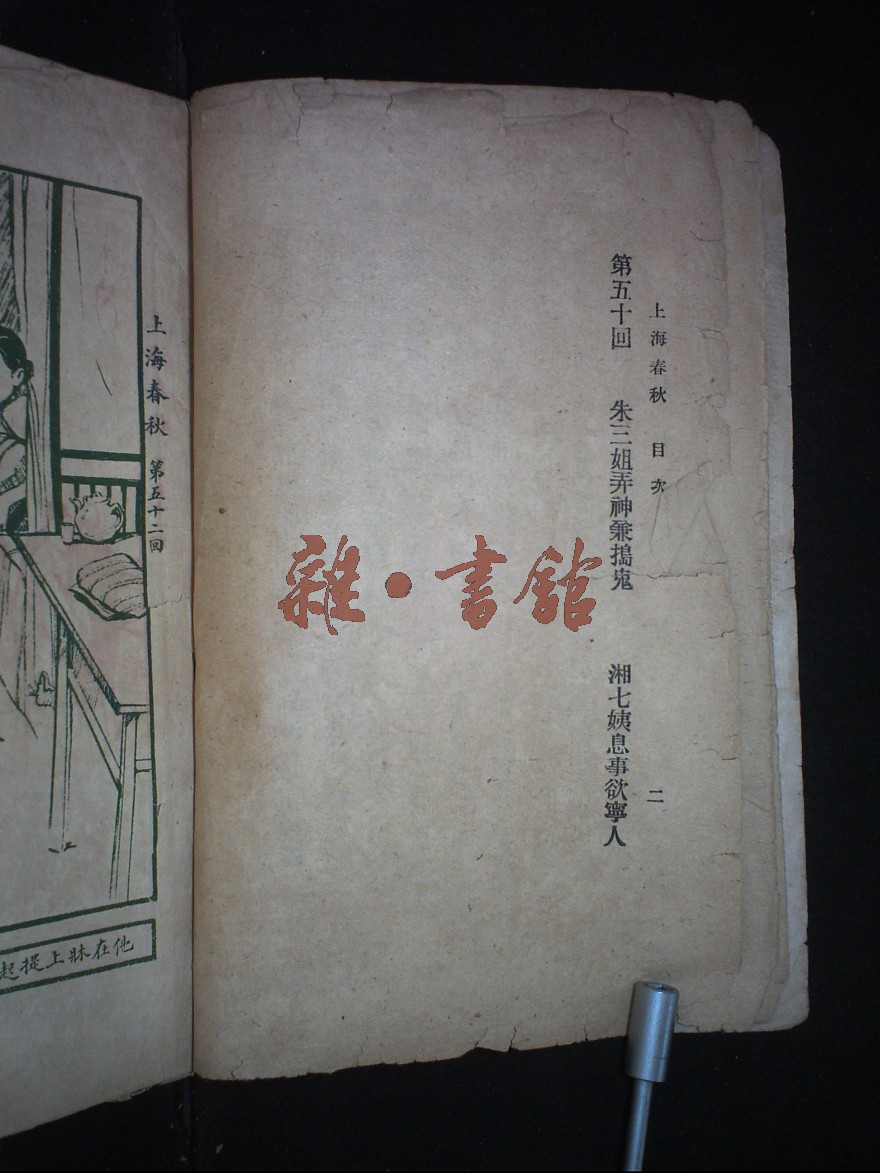 上海春秋 目次 二
第五十回 朱三姐弄神兼搗鬼 湘七姨息事欲寧人
雜·書館
上海春秋 第五十二回
他在牀上提起